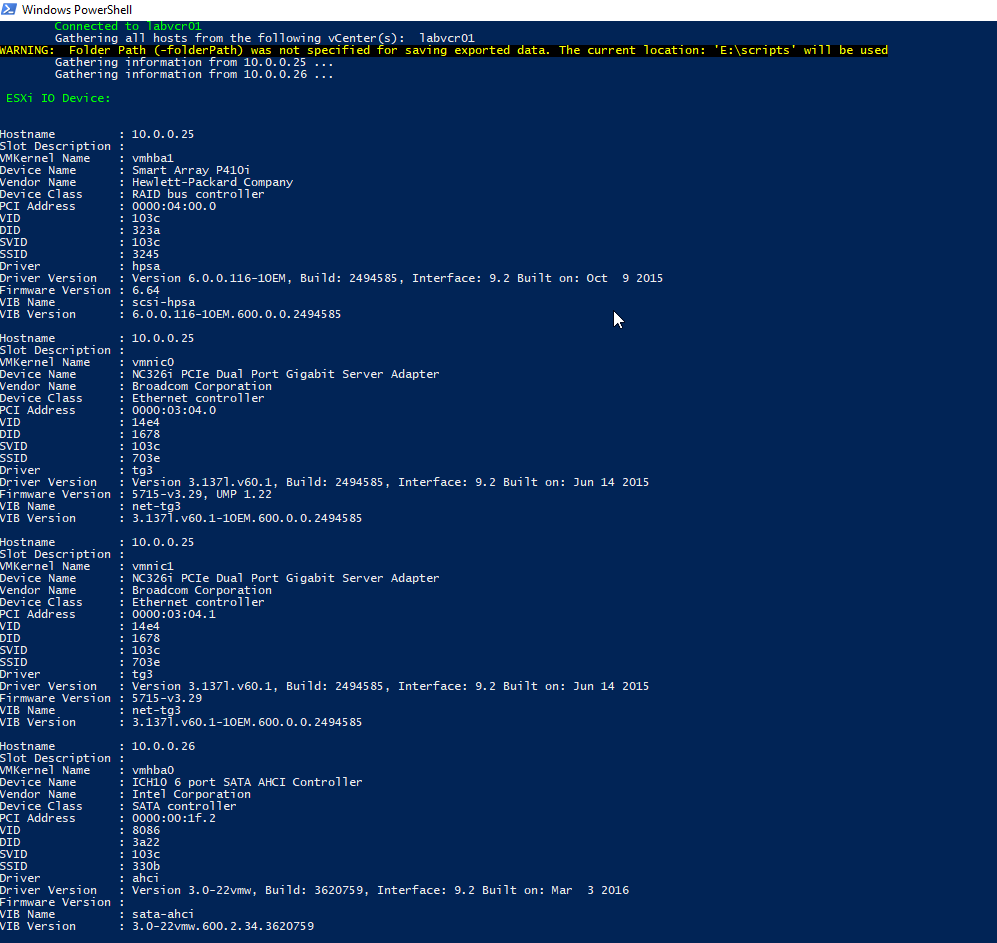 Windows PowerShell
Connected to labvcr01
Gathering all hosts from the following vCenter(s):  labvcr01
WARNING:  Folder Path (-folderPath) was not specified for saving exported data. The current location: 'E:\scripts' will be used
Gathering information from 10.0.0.25 ...
Gathering information from 10.0.0.26 ...
ESXi IO Device:
Hostname         : 10.0.0.25
Slot Description :
VMKernel Name    : vmhba1
Device Name      : Smart Array P410i
Vendor Name      : Hewlett-Packard Company
Device Class     : RAID bus controller
PCI Address      : 0000:04:00.0
VID              : 103c
DID              : 323a
SVID             : 103c
SSID             : 3245
Driver           : hpsa
Driver Version   : Version 6.0.0.116-1OEM, Build: 2494585, Interface: 9.2 Built on: Oct  9 2015
Firmware Version : 6.64
VIB Name         : scsi-hpsa
VIB Version      : 6.0.0.116-1OEM.600.0.0.2494585
Hostname         : 10.0.0.25
Slot Description :
VMKernel Name    : vmnic0
Device Name      : NC326i PCIe Dual Port Gigabit Server Adapter
Vendor Name      : Broadcom Corporation
Device Class     : Ethernet controller
PCI Address      : 0000:03:04.0
VID              : 14e4
DID              : 1678
SVID             : 103c
SSID             : 703e
Driver           : tg3
Driver Version   : Version 3.137l.v60.1, Build: 2494585, Interface: 9.2 Built on: Jun 14 2015
Firmware Version : 5715-v3.29, UMP 1.22
VIB Name         : net-tg3
VIB Version      : 3.137l.v60.1-1OEM.600.0.0.2494585
Hostname         : 10.0.0.25
Slot Description :
VMKernel Name    : vmnic1
Device Name      : NC326i PCIe Dual Port Gigabit Server Adapter
Vendor Name      : Broadcom Corporation
Device Class     : Ethernet controller
PCI Address      : 0000:03:04.1
VID              : 14e4
DID              : 1678
SVID             : 103c
SSID             : 703e
Driver           : tg3
Driver Version   : Version 3.137l.v60.1, Build: 2494585, Interface: 9.2 Built on: Jun 14 2015
Firmware Version : 5715-v3.29
VIB Name         : net-tg3
VIB Version      : 3.137l.v60.1-1OEM.600.0.0.2494585
Hostname         : 10.0.0.26
Slot Description :
VMKernel Name    : vmhba0
Device Name      : ICH10 6 port SATA AHCI Controller
Vendor Name      : Intel Corporation
Device Class     : SATA controller
PCI Address      : 0000:00:1f.2
VID              : 8086
DID              : 3a22
SVID             : 103c
SSID             : 330b
Driver           : ahci
Driver Version   : Version 3.0-22vmw, Build: 3620759, Interface: 9.2 Built on: Mar  3 2016
Firmware Version :
VIB Name         : sata-ahci
VIB Version      : 3.0-22vmw.600.2.34.3620759